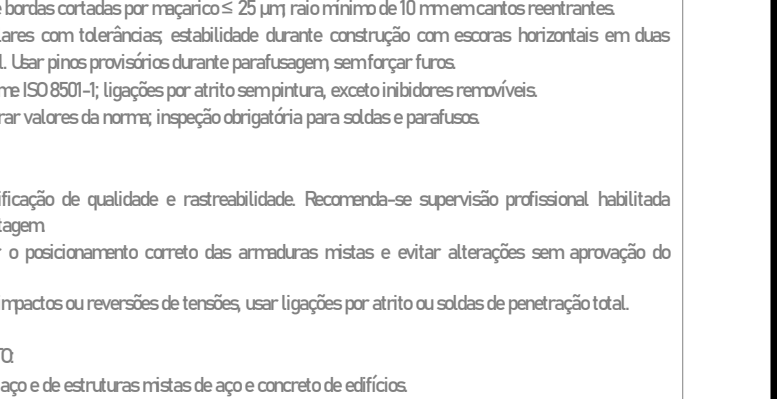 e bordas cortadas por maçarico ≤ 25 µm; raio mínimo de 10 mm em cantos reentrantes.
lares com tolerâncias; estabilidade durante construção com escoras horizontais em duas
l. Usar pinos provisórios durante parafusagem, sem forçar furos.
me ISO 8501-1; ligações por atrito sem pintura, exceto inibidores removíveis.
rar valores da norma; inspeção obrigatória para soldas e parafusos.
ificação de qualidade e rastreabilidade. Recomenda-se supervisão profissional habilitada
tagem.
r o posicionamento correto das armaduras mistas e evitar alterações sem aprovação do
mpactos ou reversões de tensões, usar ligações por atrito ou soldas de penetração total.
TO:
aço e de estruturas mistas de aço e concreto de edifícios.